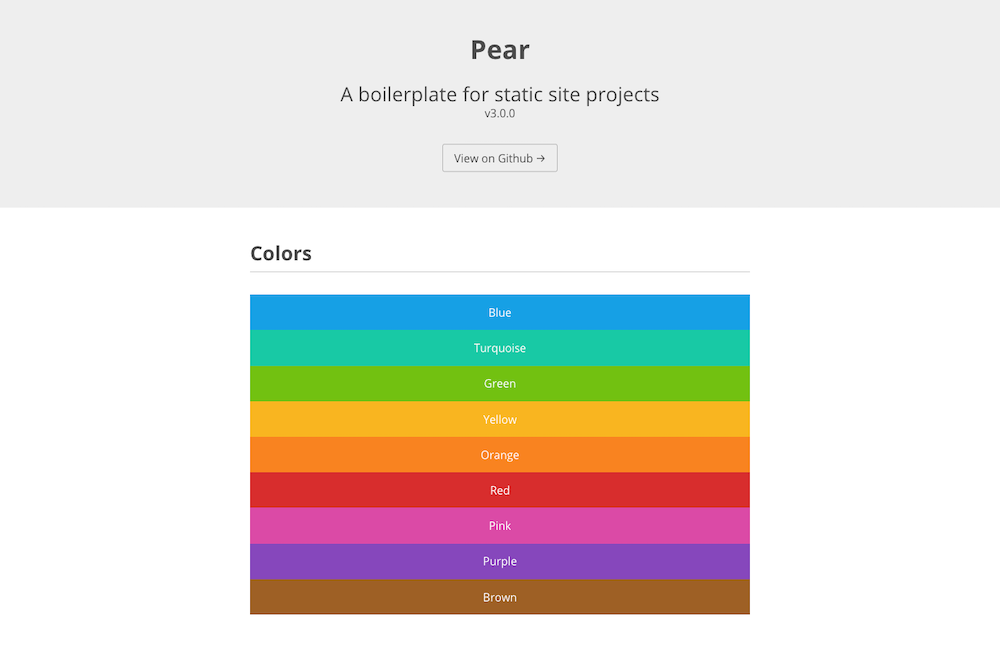 Pear
A boilerplate for static site projects
v3.0.0
View on Github →
Colors
Blue
Turquoise
Green
Yellow
Orange
Red
Pink
Purple
Brown